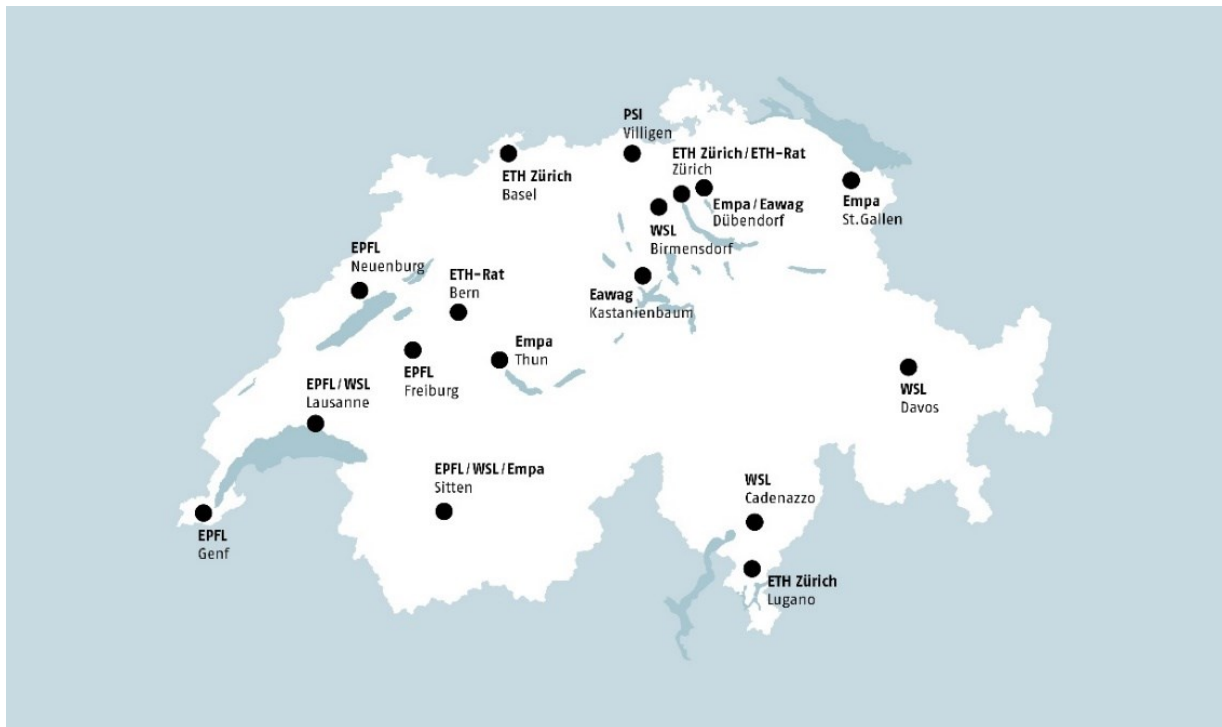 PSI
Villigen
ETH Zürich/ETH-Rat
Zürich
ETH Zürich
Basel
Empa/Eawag
Dübendorf
Empa
St.Gallen
WSL
Birmensdorf
EPFL
Neuenburg
ETH-Rat
Bern
Eawag
Kastanienbaum
Empa
Thun
EPFL
Freiburg
WSL
Davos
EPFL/WSL
Lausanne
EPFL/WSL/Empa
Sitten
WSL
Cadenazzo
EPFL
Genf
ETH Zürich
Lugano